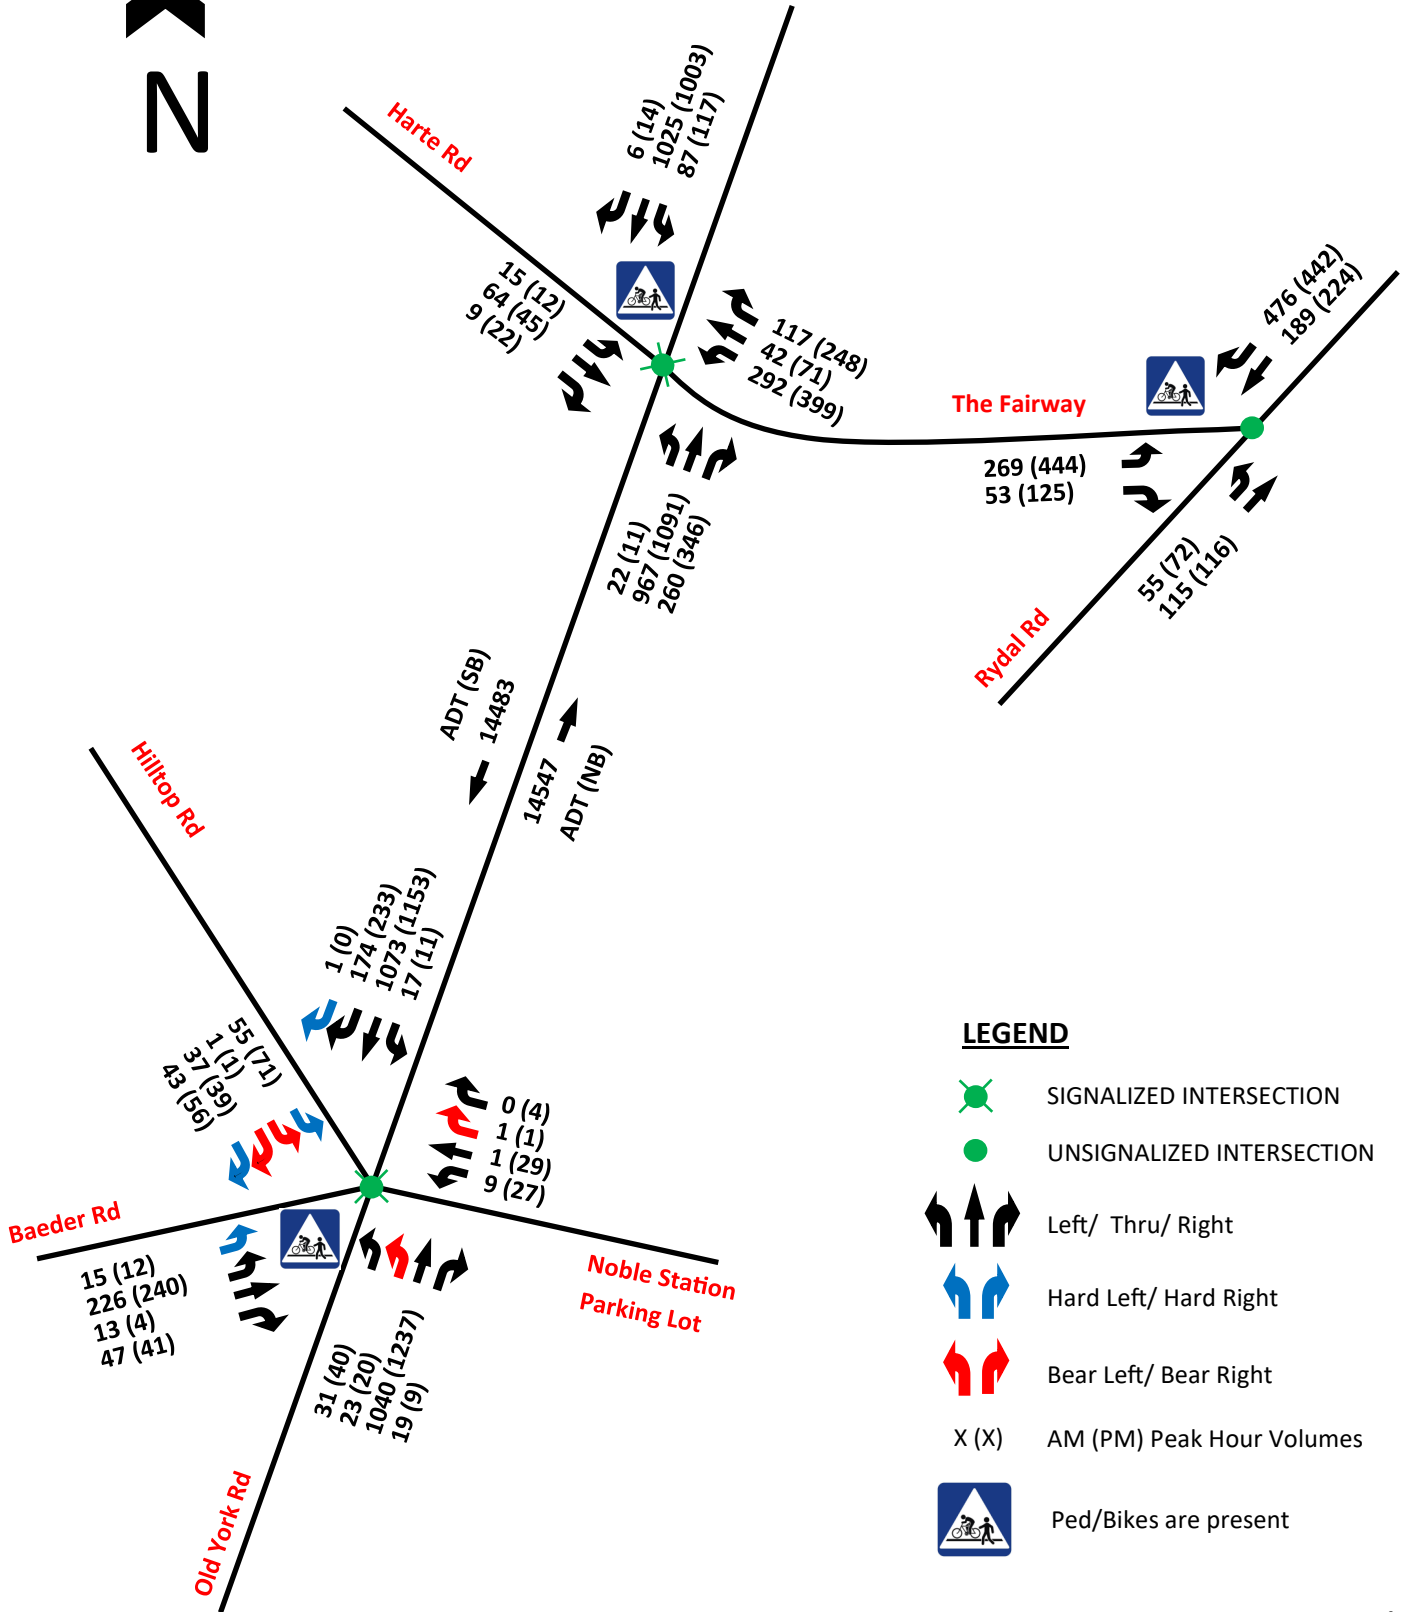 N
Harte Rd
6 (14)
1025 (1003)
87 (117)
15 (12)
64 (45)
9 (22)
117 (248)
42 (71)
292 (399)
476 (442)
189 (224)
The Fairway
269 (444)
53 (125)
22 (11)
967 (1091)
260 (346)
55 (72)
115 (116)
Rydal Rd
ADT (SB)
14483
14547
ADT (NB)
Hilltop Rd
1 (0)
174 (233)
1073 (1153)
17 (11)
55 (71)
1 (1)
37 (39)
43 (56)
0 (4)
1 (1)
1 (29)
9 (27)
Baeder Rd
15 (12)
226 (240)
13 (4)
47 (41)
Noble Station
Parking Lot
31 (40)
23 (20)
1040 (1237)
19 (9)
Old York Rd
LEGEND
SIGNALIZED INTERSECTION
UNSIGNALIZED INTERSECTION
Left/ Thru/ Right
Hard Left/ Hard Right
Bear Left/ Bear Right
X (X) AM (PM) Peak Hour Volumes
Ped/Bikes are present